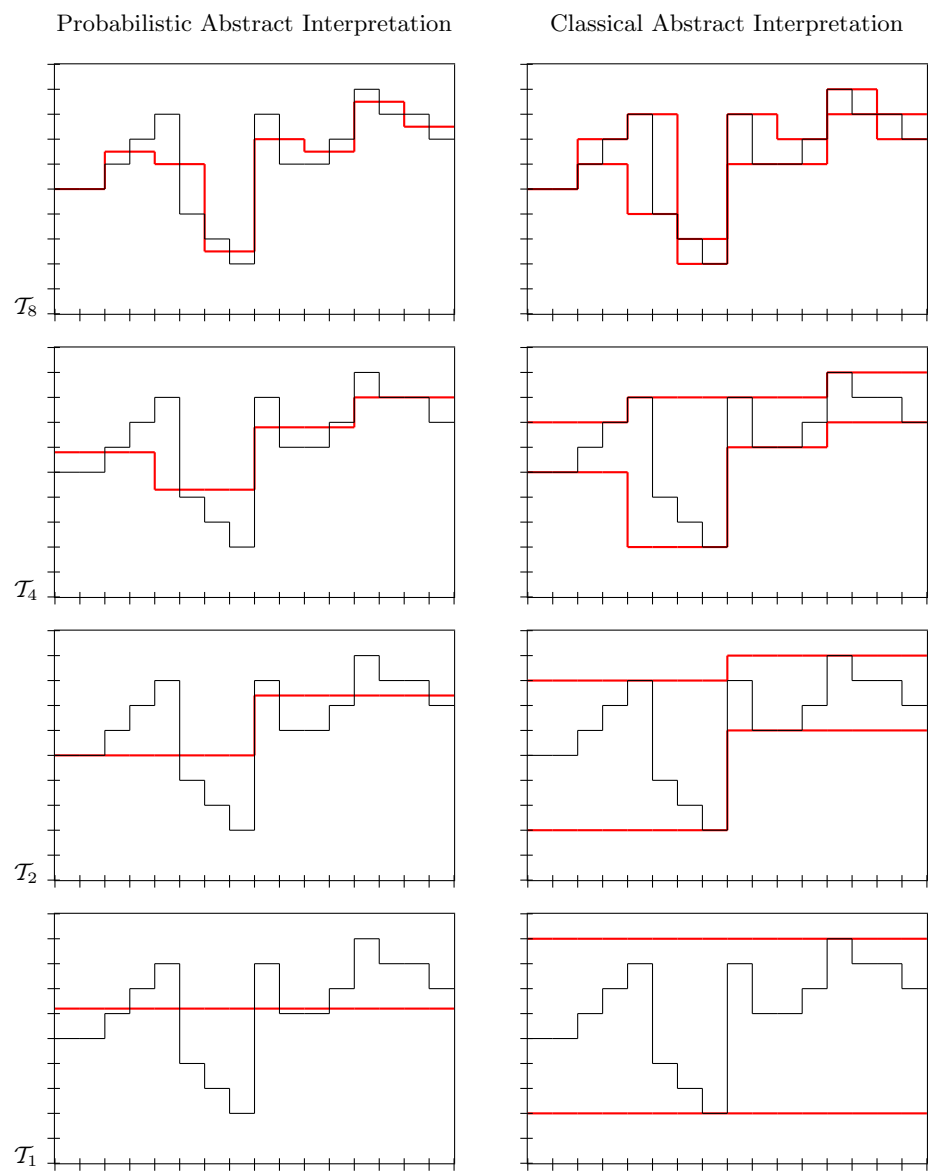 Probabilistic Abstract Interpretation
Classical Abstract Interpretation
𝒯₈
𝒯₄
𝒯₂
𝒯₁